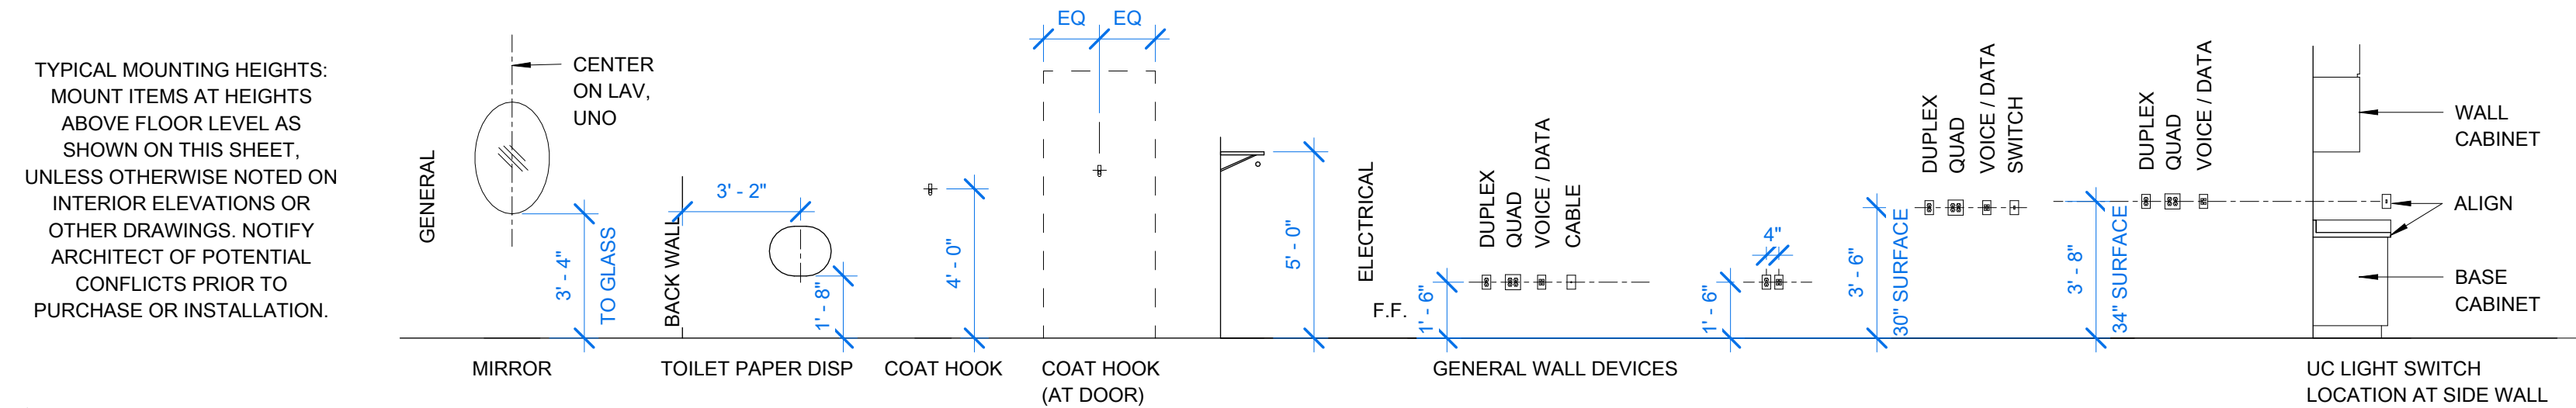 TYPICAL MOUNTING HEIGHTS:
MOUNT ITEMS AT HEIGHTS
ABOVE FLOOR LEVEL AS
SHOWN ON THIS SHEET,
UNLESS OTHERWISE NOTED ON
INTERIOR ELEVATIONS OR
OTHER DRAWINGS. NOTIFY
ARCHITECT OF POTENTIAL
CONFLICTS PRIOR TO
PURCHASE OR INSTALLATION.
GENERAL
CENTER
ON LAV,
UNO
3' - 4"
TO GLASS
MIRROR
BACK WALL
3' - 2"
1' - 8"
TOILET PAPER DISP
4' - 0"
COAT HOOK
EQ EQ
COAT HOOK
(AT DOOR)
5' - 0"
ELECTRICAL
F.F.
1' - 6"
DUPLEX
QUAD
VOICE / DATA
CABLE
GENERAL WALL DEVICES
1' - 6"
4"
3' - 6"
30" SURFACE
DUPLEX
QUAD
VOICE / DATA
SWITCH
3' - 8"
34" SURFACE
DUPLEX
QUAD
VOICE / DATA
WALL
CABINET
ALIGN
BASE
CABINET
UC LIGHT SWITCH
LOCATION AT SIDE WALL